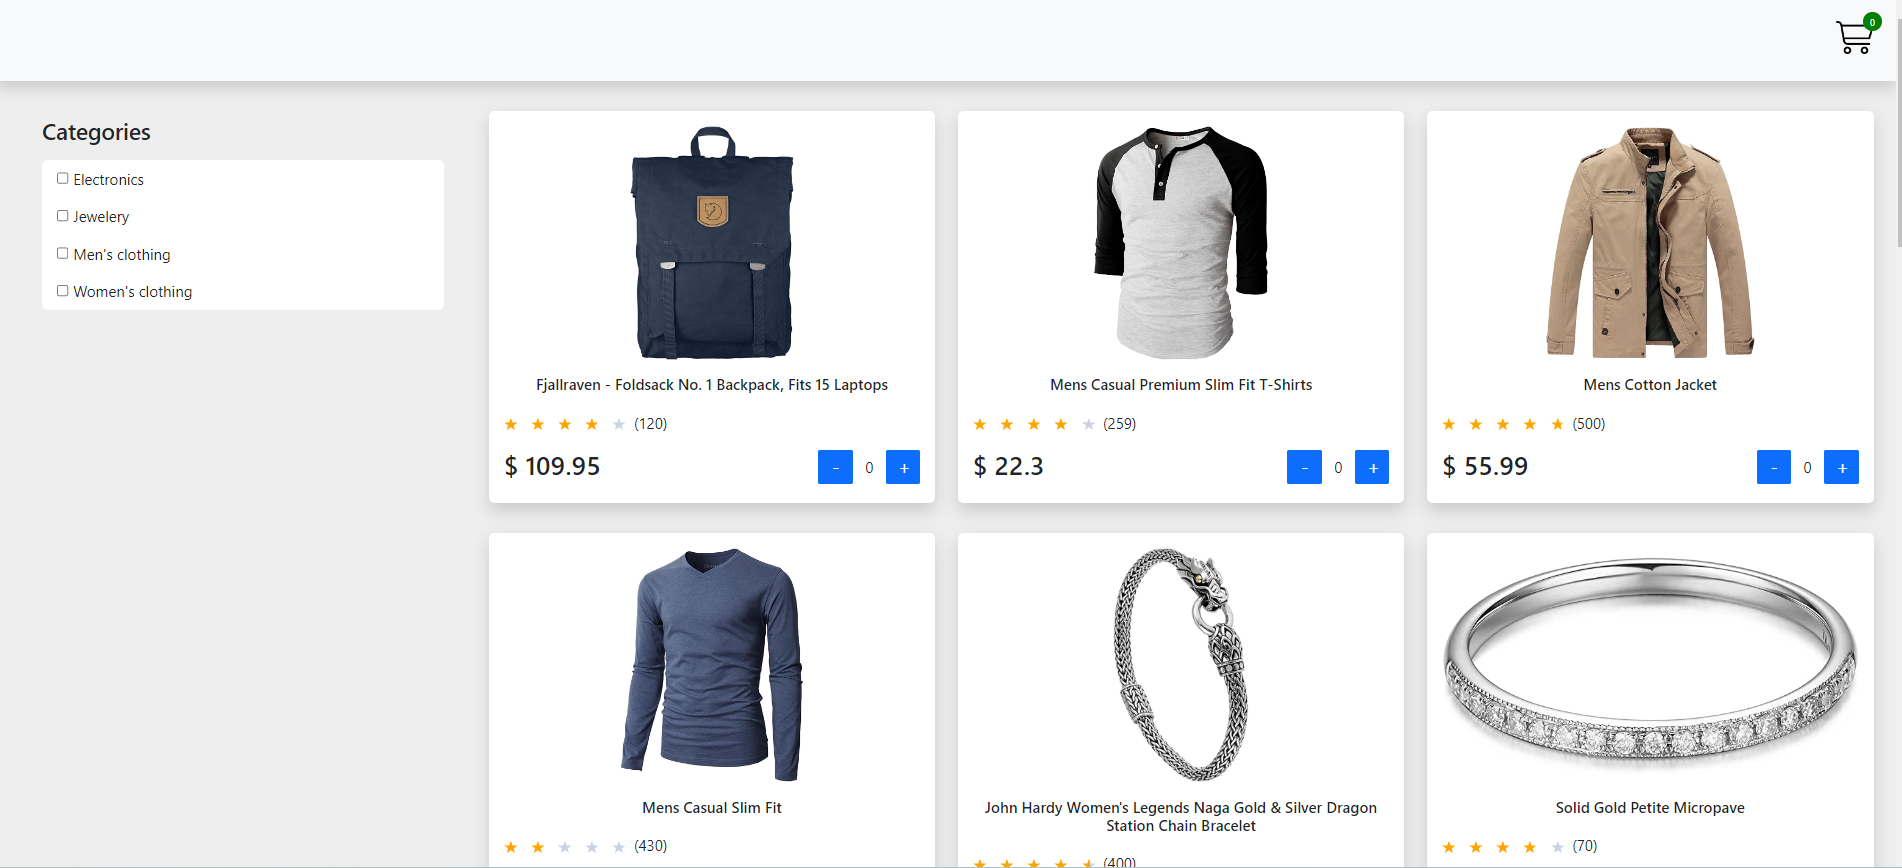 0
Categories
Electronics
Jewelery
Men's clothing
Women's clothing
Fjallraven - Foldsack No. 1 Backpack, Fits 15 Laptops
(120)
$ 109.95
- 0 +
Mens Casual Premium Slim Fit T-Shirts
(259)
$ 22.3
- 0 +
Mens Cotton Jacket
(500)
$ 55.99
- 0 +
Mens Casual Slim Fit
(430)
John Hardy Women's Legends Naga Gold & Silver Dragon
Station Chain Bracelet
(400)
Solid Gold Petite Micropave
(70)